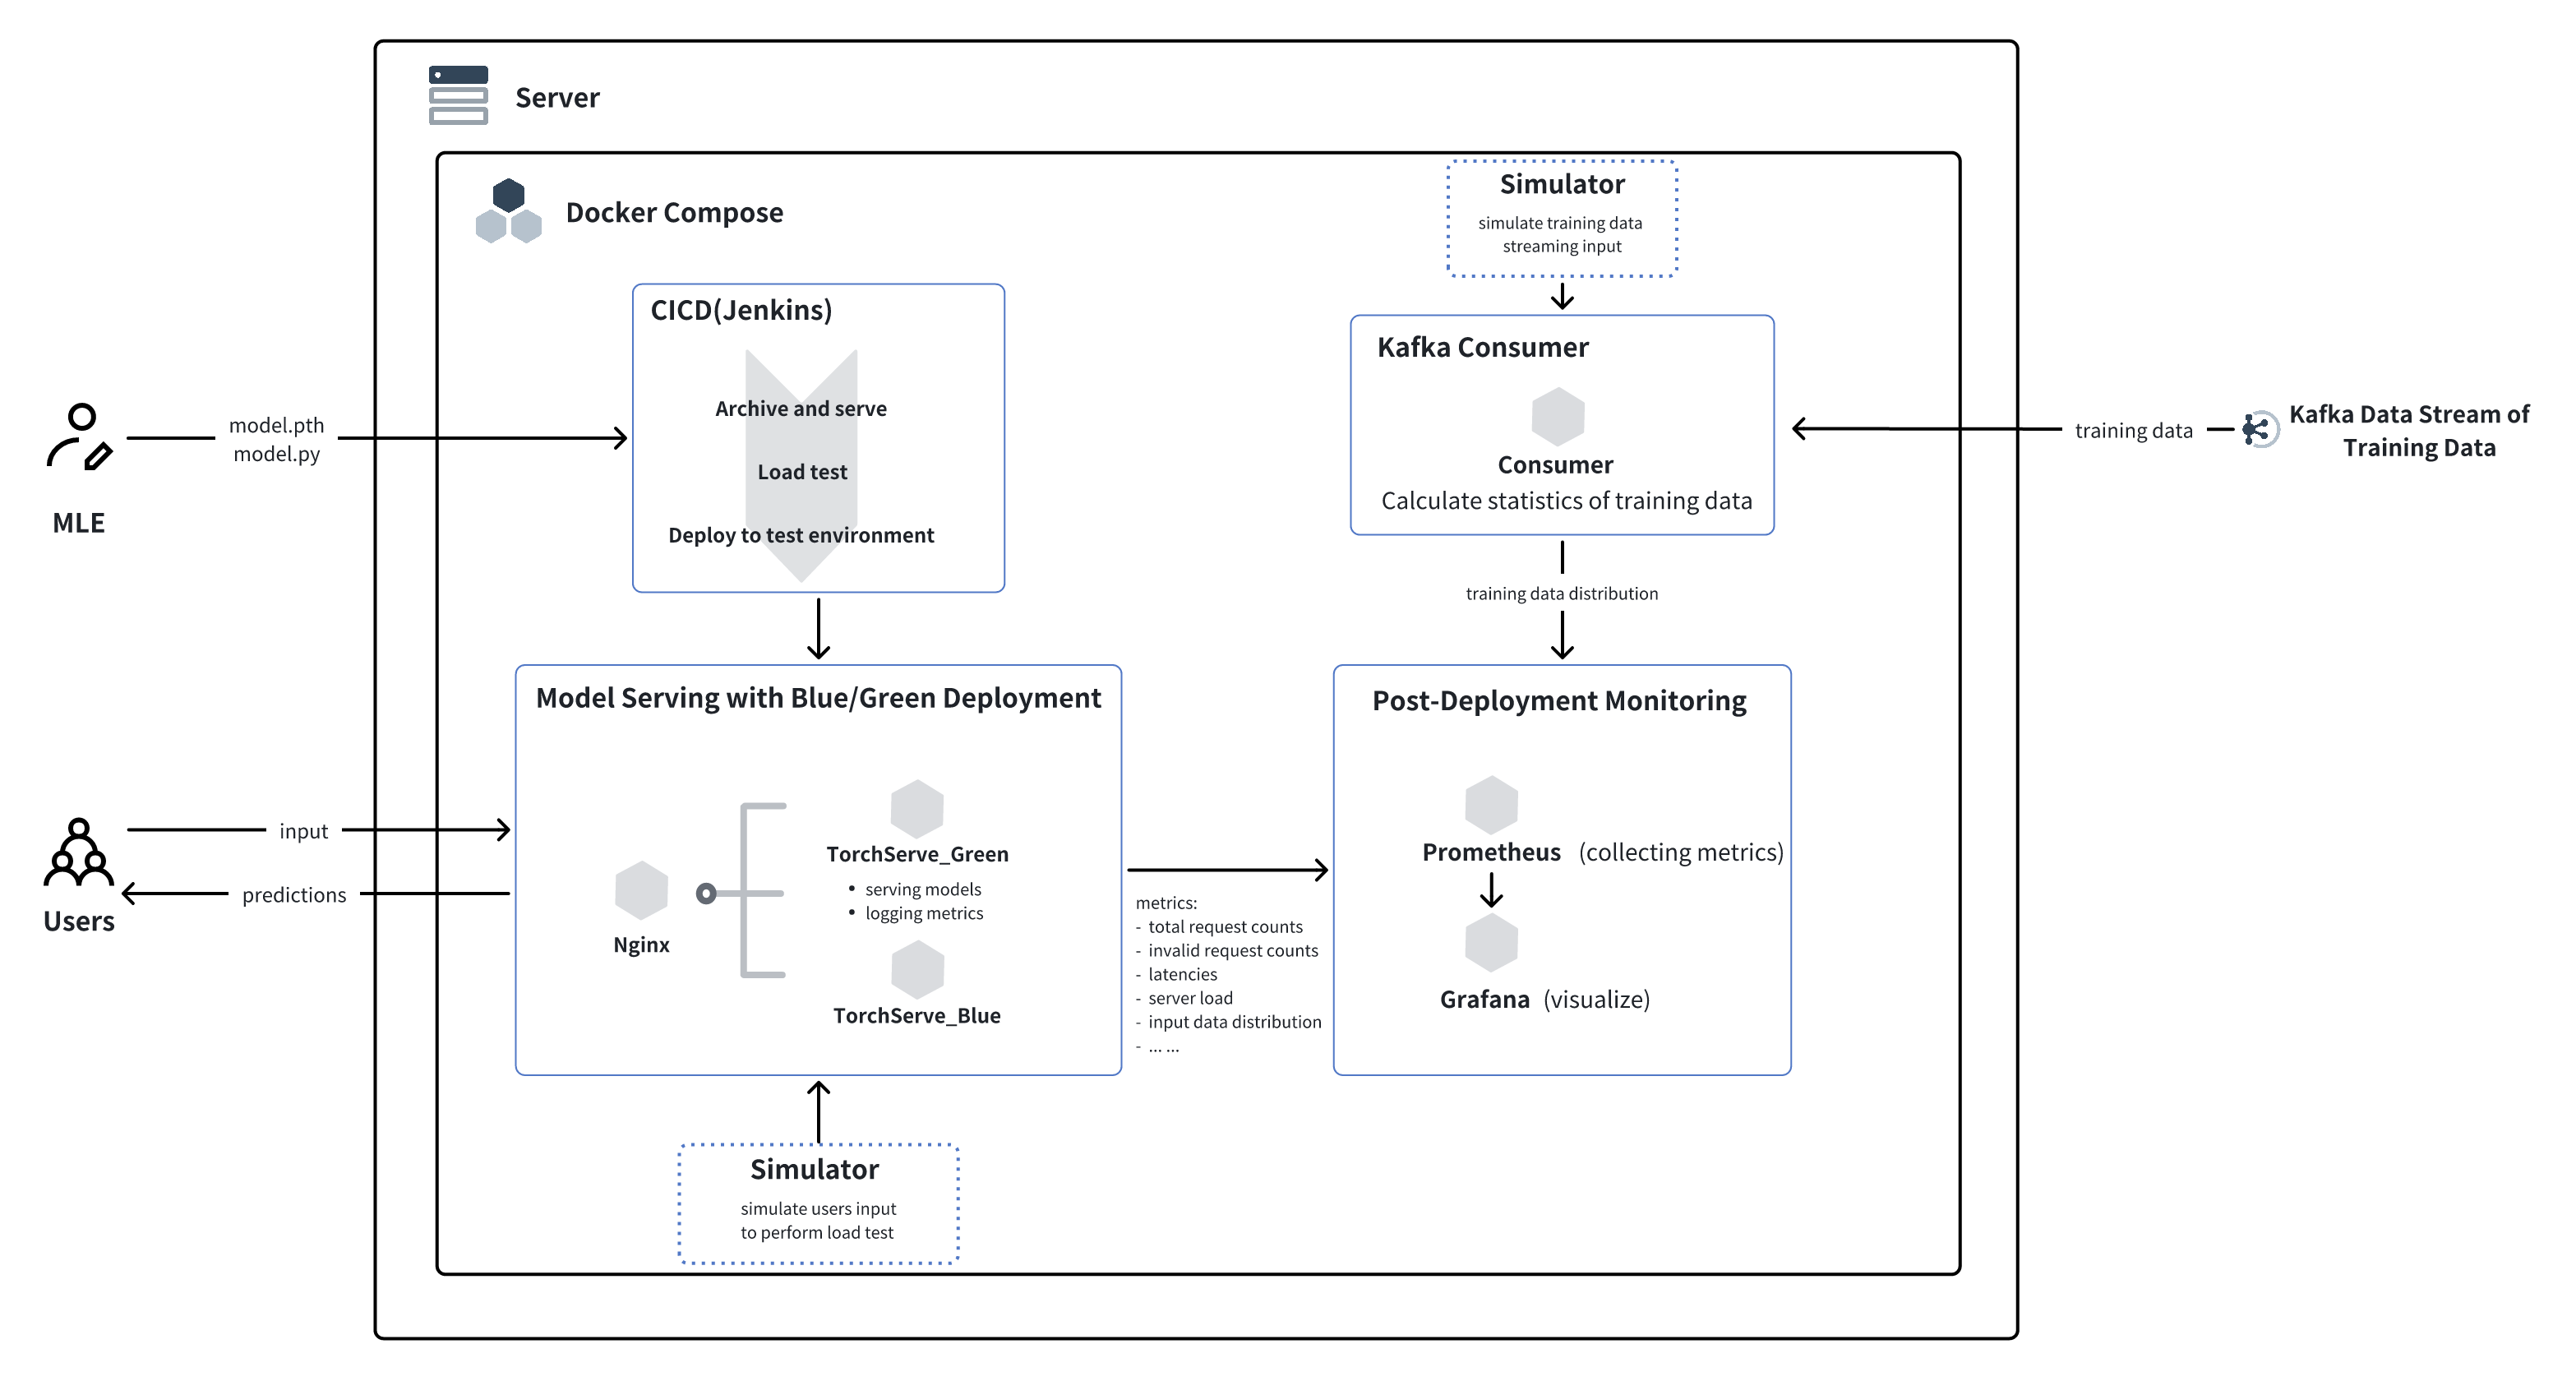 Server
Docker Compose
Simulator
simulate training data
streaming input
CICD(Jenkins)
Archive and serve
Load test
Deploy to test environment
Kafka Consumer
Consumer
Calculate statistics of training data
model.pth
model.py
MLE
training data
Kafka Data Stream of
Training Data
training data distribution
Model Serving with Blue/Green Deployment
Nginx
TorchServe_Green
• serving models
• logging metrics
TorchServe_Blue
input
predictions
Users
metrics:
- total request counts
- invalid request counts
- latencies
- server load
- input data distribution
- ... ...
Post-Deployment Monitoring
Prometheus (collecting metrics)
Grafana (visualize)
Simulator
simulate users input
to perform load test